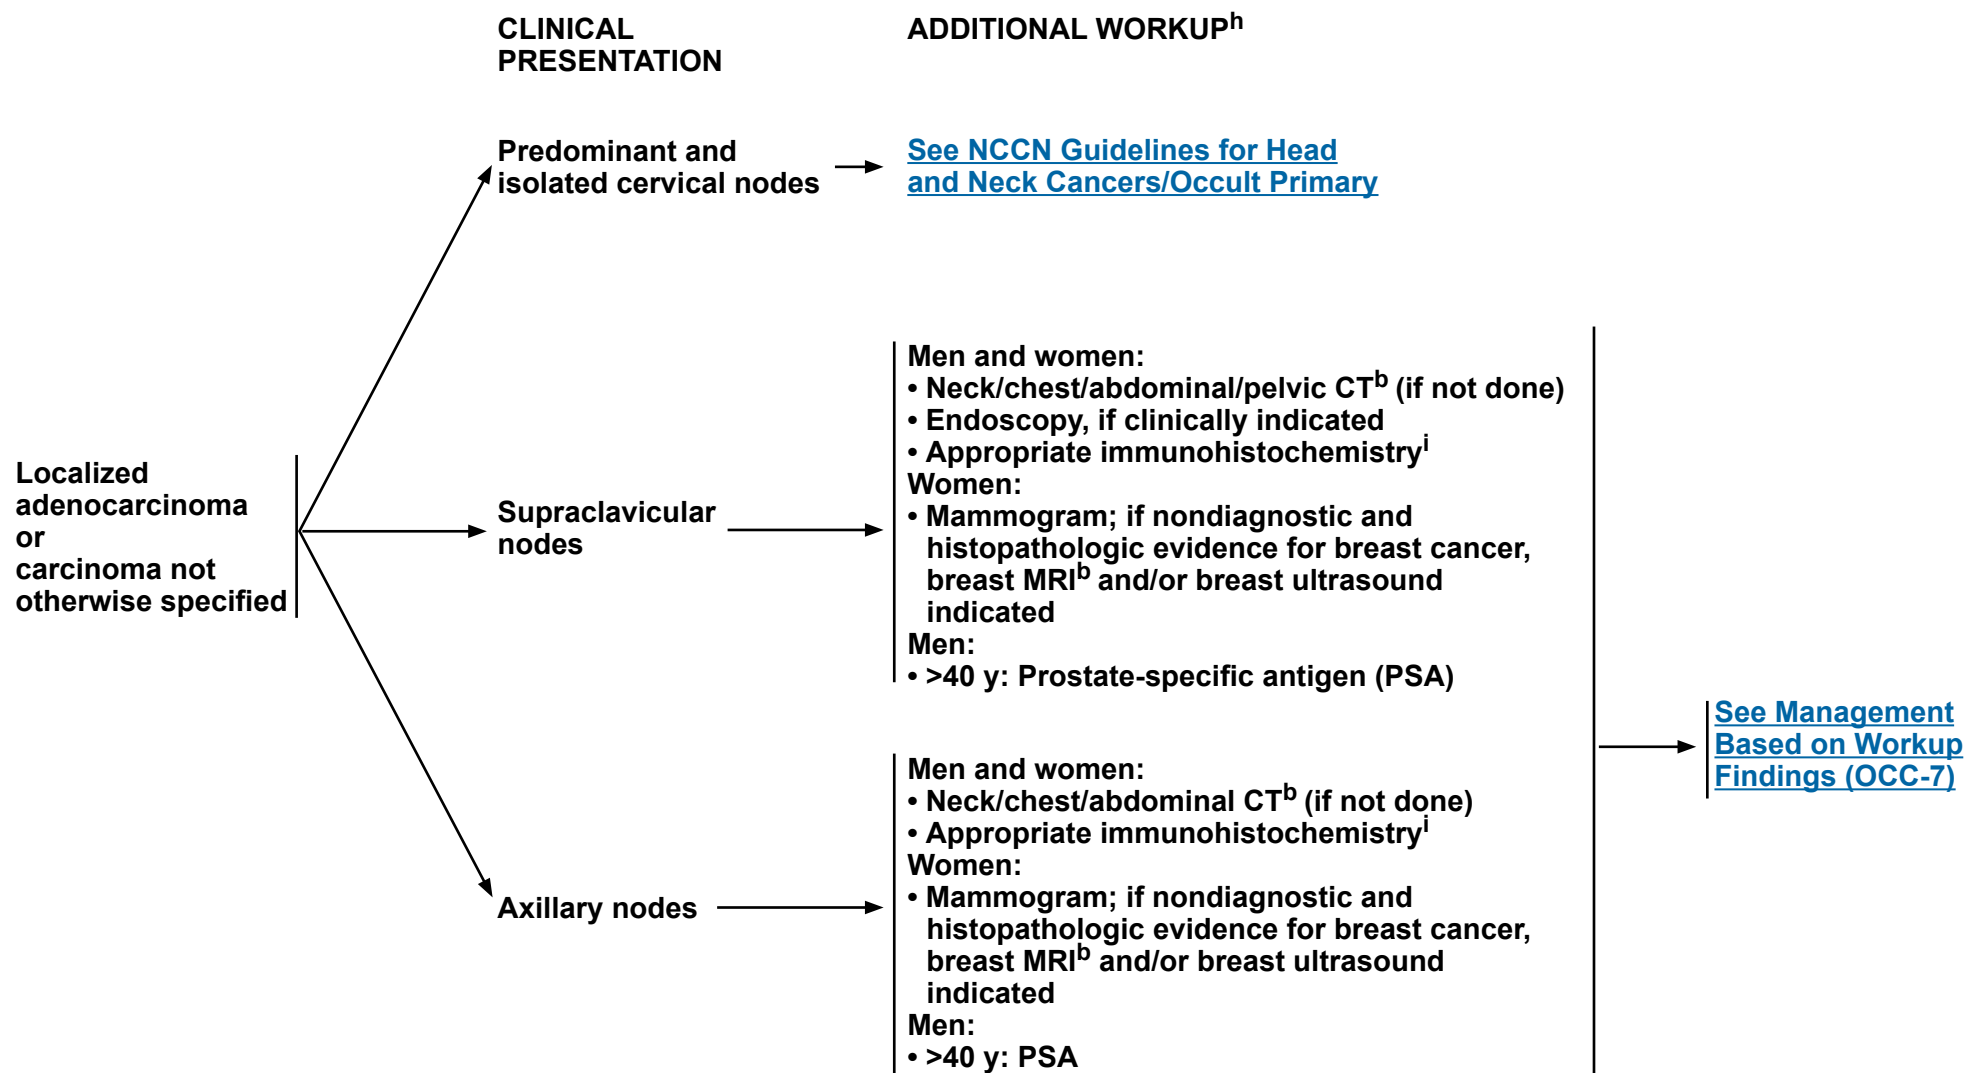 CLINICAL
PRESENTATION
ADDITIONAL WORKUPh
Predominant and
isolated cervical nodes
See NCCN Guidelines for Head
and Neck Cancers/Occult Primary
Localized
adenocarcinoma
or
carcinoma not
otherwise specified
Supraclavicular
nodes
Men and women:
• Neck/chest/abdominal/pelvic CTb (if not done)
• Endoscopy, if clinically indicated
• Appropriate immunohistochemistryi
Women:
• Mammogram; if nondiagnostic and
histopathologic evidence for breast cancer,
breast MRIb and/or breast ultrasound
indicated
Men:
• >40 y: Prostate-specific antigen (PSA)
Axillary nodes
Men and women:
• Neck/chest/abdominal CTb (if not done)
• Appropriate immunohistochemistryi
Women:
• Mammogram; if nondiagnostic and
histopathologic evidence for breast cancer,
breast MRIb and/or breast ultrasound
indicated
Men:
• >40 y: PSA
See Management
Based on Workup
Findings (OCC-7)